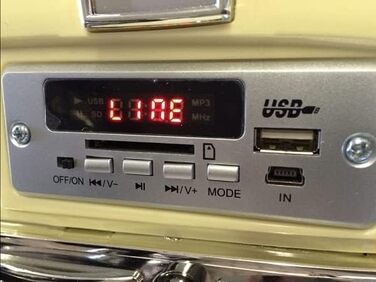 USB
MP3
LINE
SD
MHz
USB
OFF/ON
V-
V+
MODE
IN